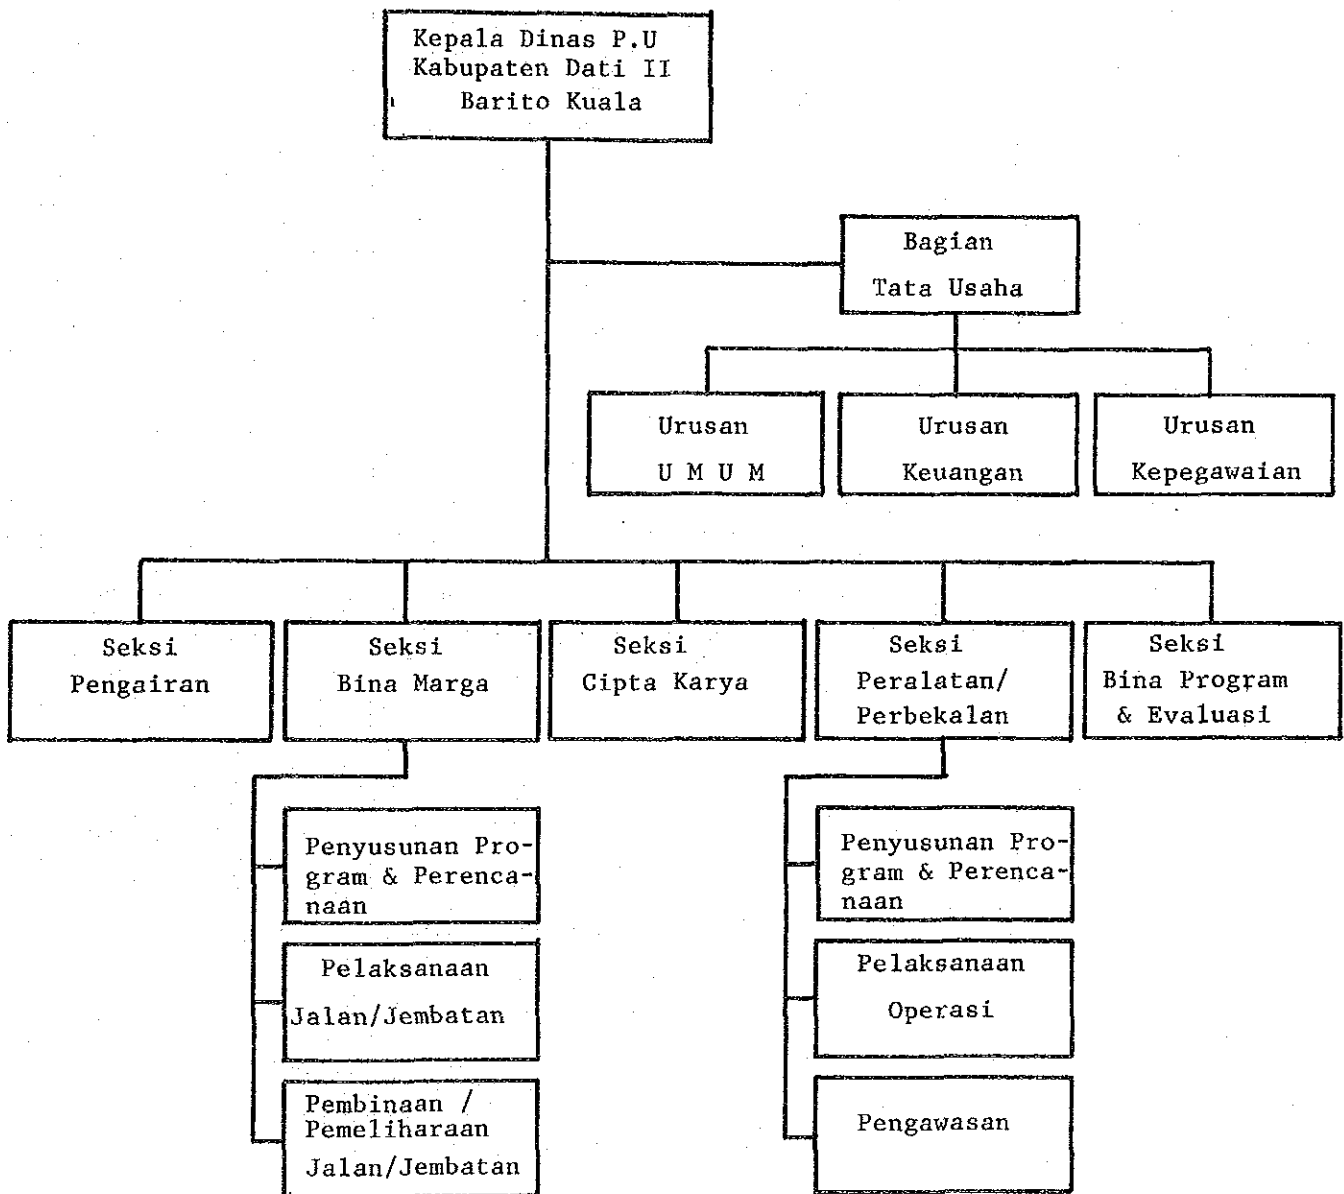 Kepala Dinas P.U
Kabupaten Dati II
Barito Kuala
Bagian
Tata Usaha
Urusan
U M U M
Urusan
Keuangan
Urusan
Kepegawaian
Seksi
Pengairan
Seksi
Bina Marga
Seksi
Cipta Karya
Seksi
Peralatan/
Perbekalan
Seksi
Bina Program
& Evaluasi
Penyusunan Pro-
gram & Perenca-
naan
Pelaksanaan
Jalan/Jembatan
Pembinaan /
Pemeliharaan
Jalan/Jembatan
Penyusunan Pro-
gram & Perenca-
naan
Pelaksanaan
Operasi
Pengawasan